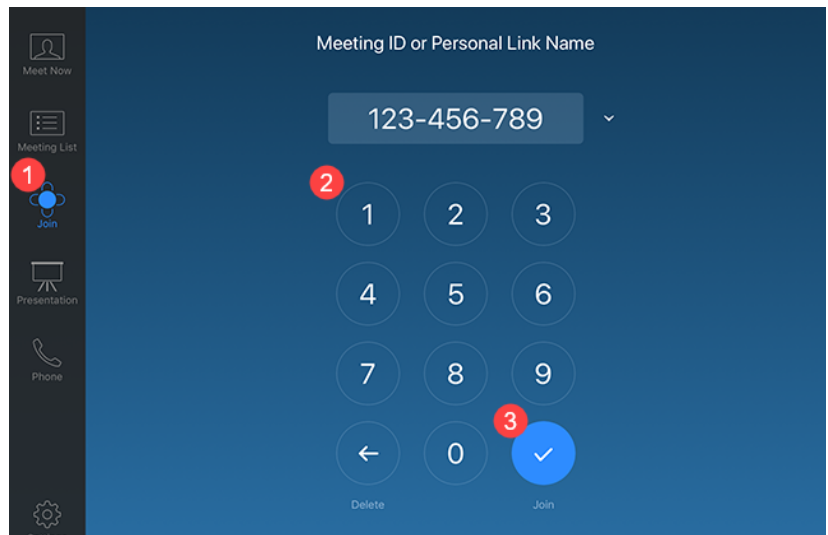 Meeting ID or Personal Link Name
123-456-789
Meet Now
Meeting List
1
Join
Presentation
Phone
2
1 2 3
4 5 6
7 8 9
3
0
Delete Join